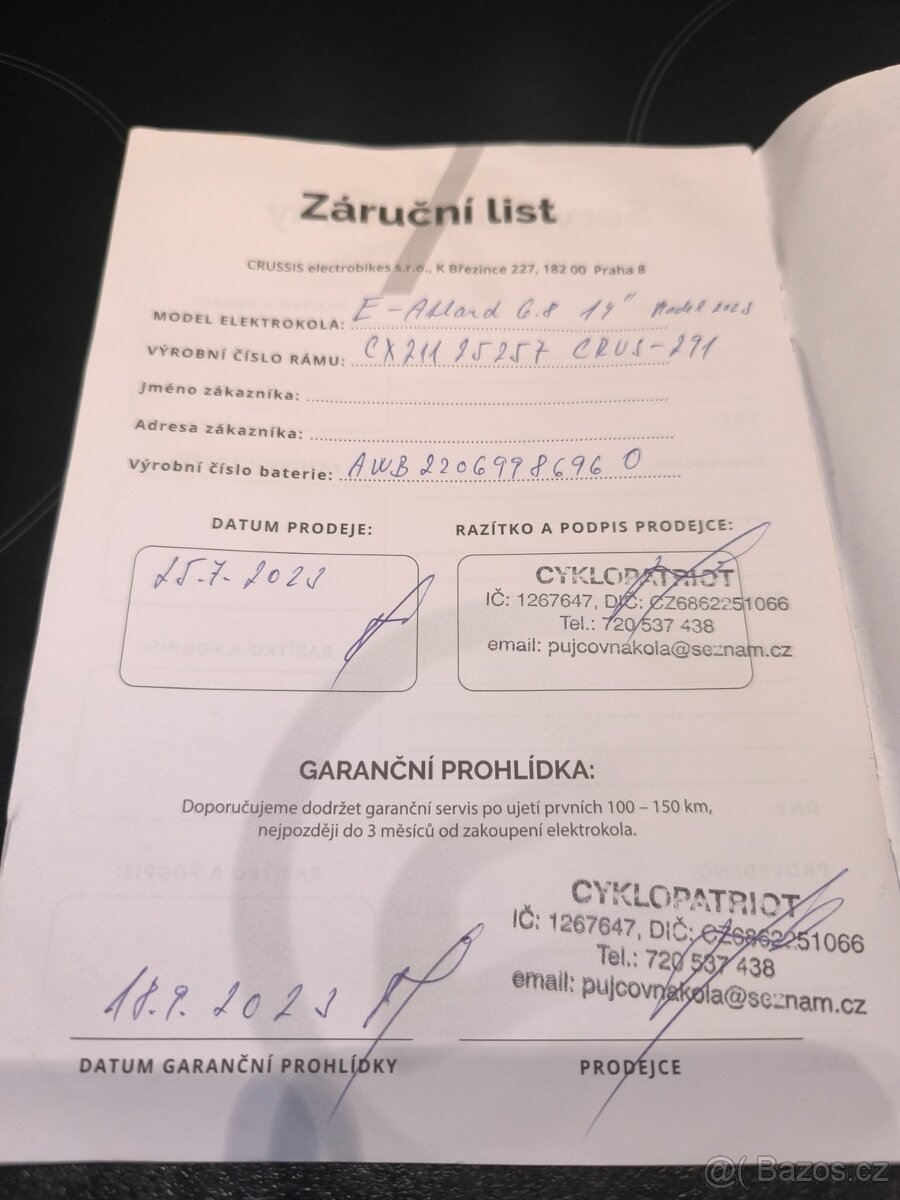 Záruční list
CRUSSIS electrobikes s.r.o., K Březince 227, 182 00 Praha 8
MODEL ELEKTROKOLA: E-Atland 6.8 19" Model 2023
VÝROBNÍ ČÍSLO RÁMU: CX211 25257 CRUS-291
Jméno zákazníka:
Adresa zákazníka:
Výrobní číslo baterie: AWB22069986960
DATUM PRODEJE:
25.7.2023
RAZÍTKO A PODPIS PRODEJCE:
CYKLOPATRIOT
IČ: 1267647, DIČ: CZ6862251066
Tel.: 720 537 438
email: pujcovnakola@seznam.cz
GARANČNÍ PROHLÍDKA:
Doporučujeme dodržet garanční servis po ujetí prvních 100 – 150 km,
nejpozději do 3 měsíců od zakoupení elektrokola.
CYKLOPATRIOT
IČ: 1267647, DIČ: CZ6862251066
Tel.: 720 537 438
email: pujcovnakola@seznam.cz
18.9.2023
DATUM GARANČNÍ PROHLÍDKY
PRODEJCE
@( Bazos.cz